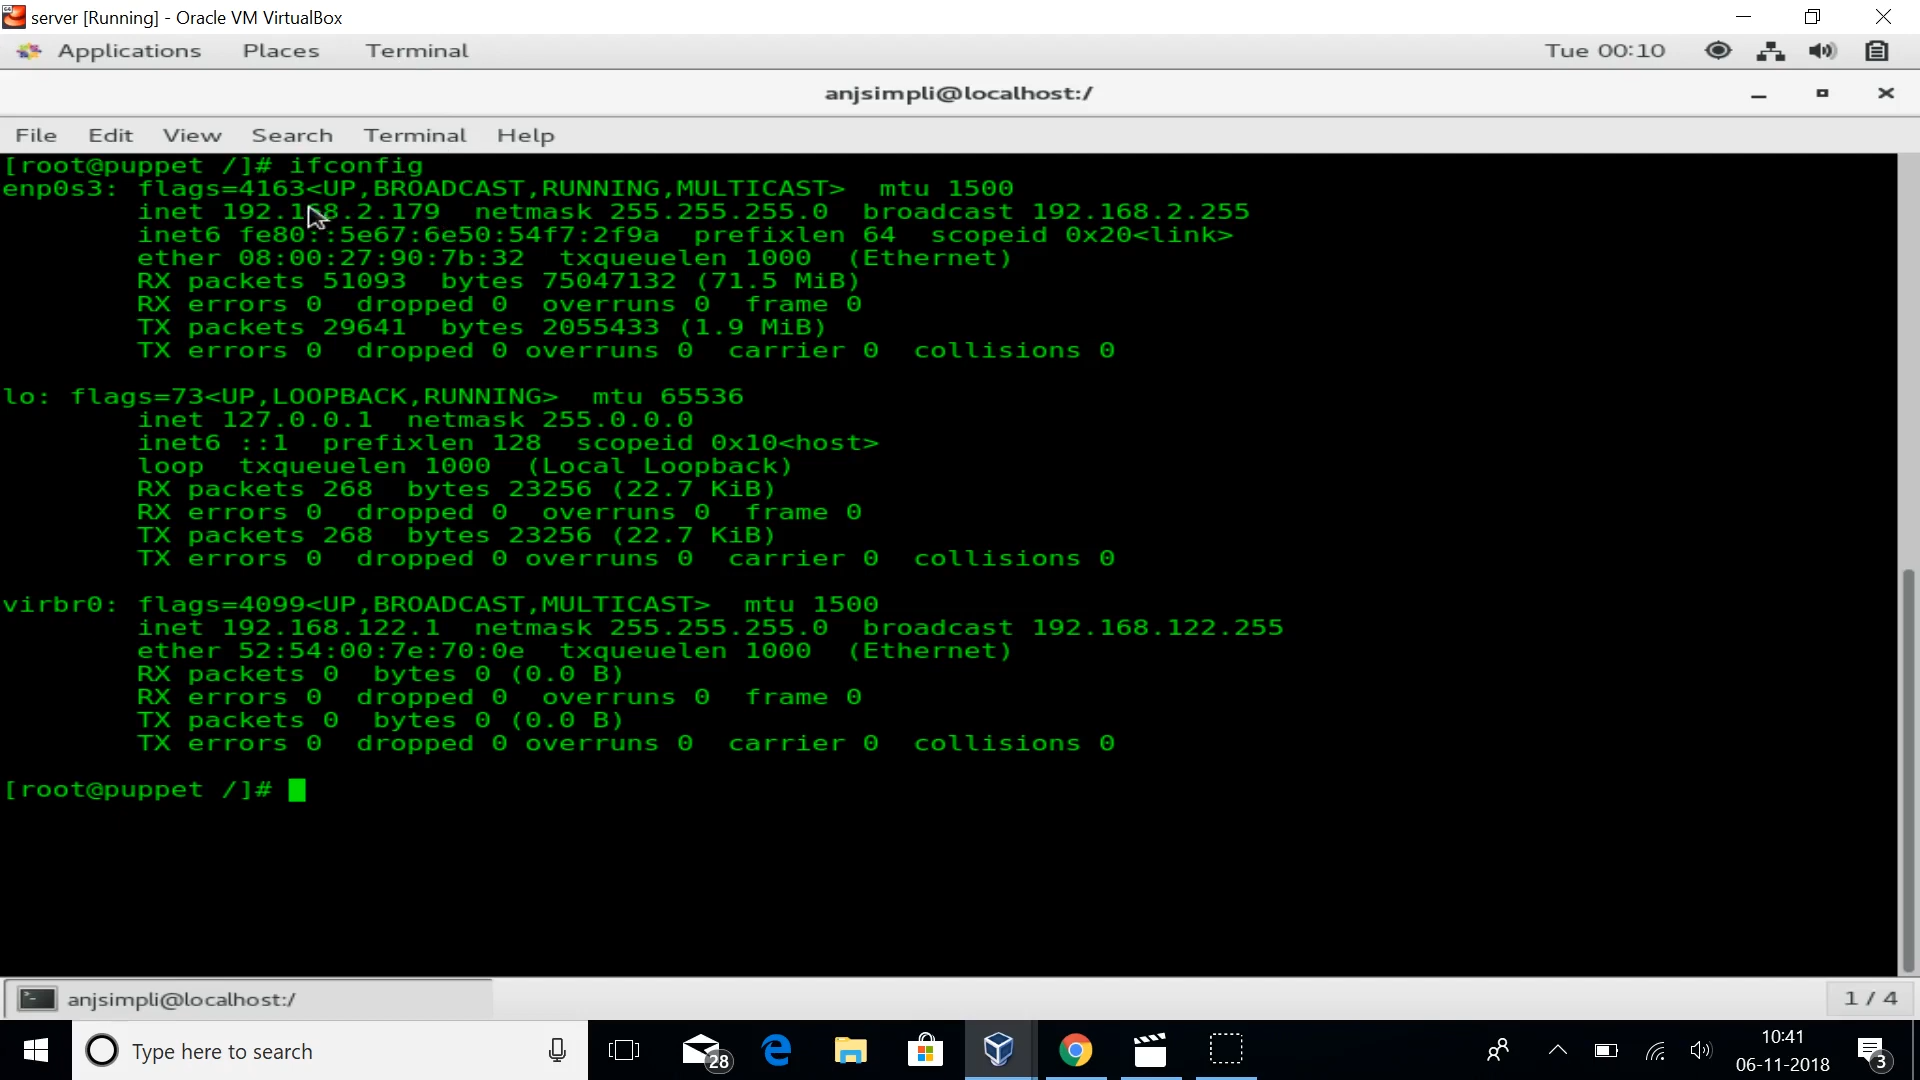 server [Running] - Oracle VM VirtualBox
Applications Places Terminal Tue 00:10
anjsimpli@localhost:/
File Edit View Search Terminal Help
[root@puppet /]# ifconfig
enp0s3: flags=4163<UP,BROADCAST,RUNNING,MULTICAST> mtu 1500
inet 192.168.2.179 netmask 255.255.255.0 broadcast 192.168.2.255
inet6 fe80::5e67:6e50:54f7:2f9a prefixlen 64 scopeid 0x20<link>
ether 08:00:27:90:7b:32 txqueuelen 1000 (Ethernet)
RX packets 51093 bytes 75047132 (71.5 MiB)
RX errors 0 dropped 0 overruns 0 frame 0
TX packets 29641 bytes 2055433 (1.9 MiB)
TX errors 0 dropped 0 overruns 0 carrier 0 collisions 0
lo: flags=73<UP,LOOPBACK,RUNNING> mtu 65536
inet 127.0.0.1 netmask 255.0.0.0
inet6 ::1 prefixlen 128 scopeid 0x10<host>
loop txqueuelen 1000 (Local Loopback)
RX packets 268 bytes 23256 (22.7 KiB)
RX errors 0 dropped 0 overruns 0 frame 0
TX packets 268 bytes 23256 (22.7 KiB)
TX errors 0 dropped 0 overruns 0 carrier 0 collisions 0
virbr0: flags=4099<UP,BROADCAST,MULTICAST> mtu 1500
inet 192.168.122.1 netmask 255.255.255.0 broadcast 192.168.122.255
ether 52:54:00:7e:70:0e txqueuelen 1000 (Ethernet)
RX packets 0 bytes 0 (0.0 B)
RX errors 0 dropped 0 overruns 0 frame 0
TX packets 0 bytes 0 (0.0 B)
TX errors 0 dropped 0 overruns 0 carrier 0 collisions 0
[root@puppet /]#
anjsimpli@localhost:/ 1 / 4
Type here to search 28 10:41
06-11-2018 3